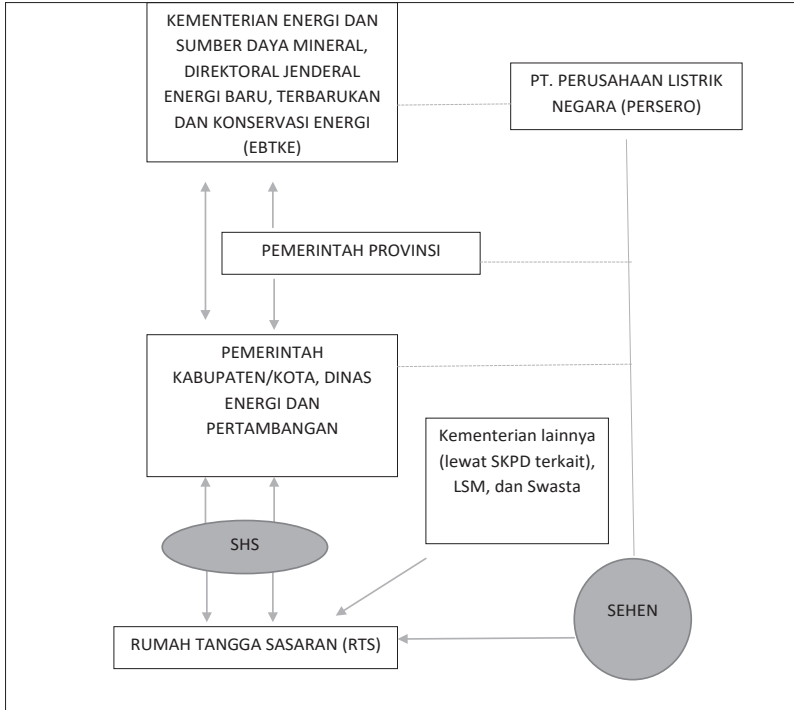 KEMENTERIAN ENERGI DAN
SUMBER DAYA MINERAL,
DIREKTORAL JENDERAL
ENERGI BARU, TERBARUKAN
DAN KONSERVASI ENERGI
(EBTKE)
PT. PERUSAHAAN LISTRIK
NEGARA (PERSERO)
PEMERINTAH PROVINSI
PEMERINTAH
KABUPATEN/KOTA, DINAS
ENERGI DAN
PERTAMBANGAN
Kementerian lainnya
(lewat SKPD terkait),
LSM, dan Swasta
SHS
SEHEN
RUMAH TANGGA SASARAN (RTS)